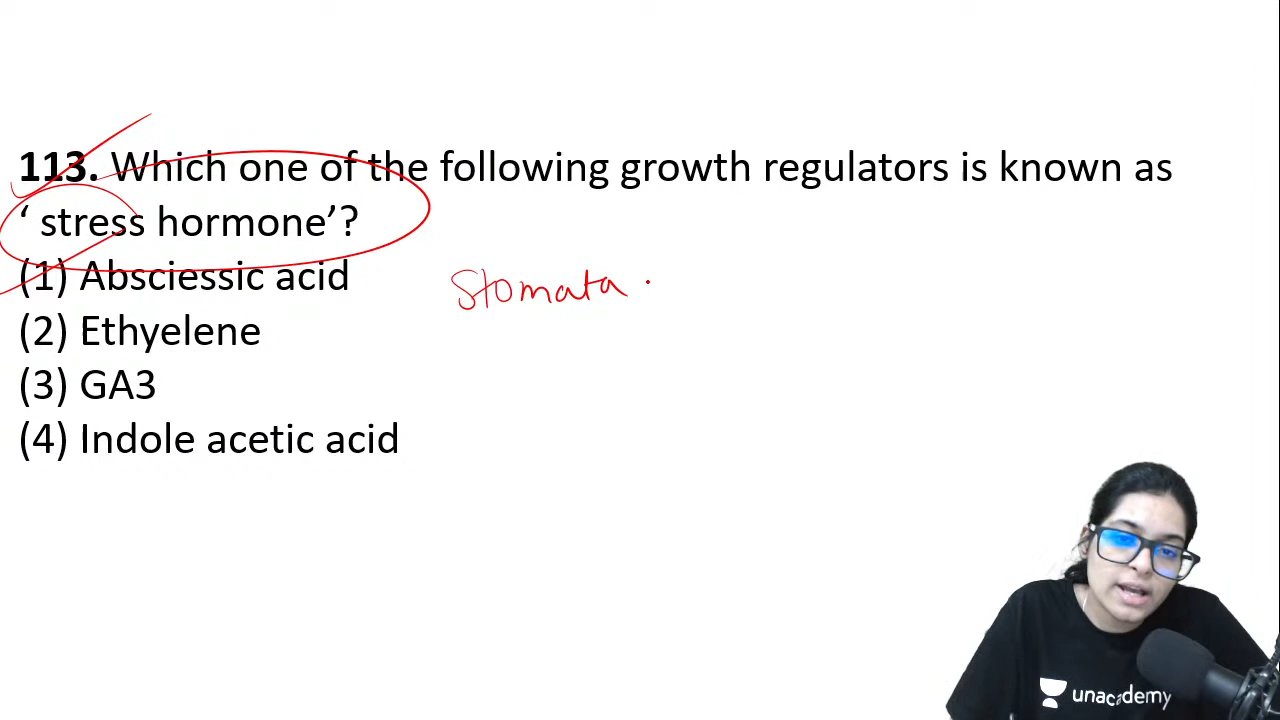 113. Which one of the following growth regulators is known as
‘ stress hormone’?
(1) Absciessic acid
Stomata
(2) Ethyelene
(3) GA3
(4) Indole acetic acid
unacademy